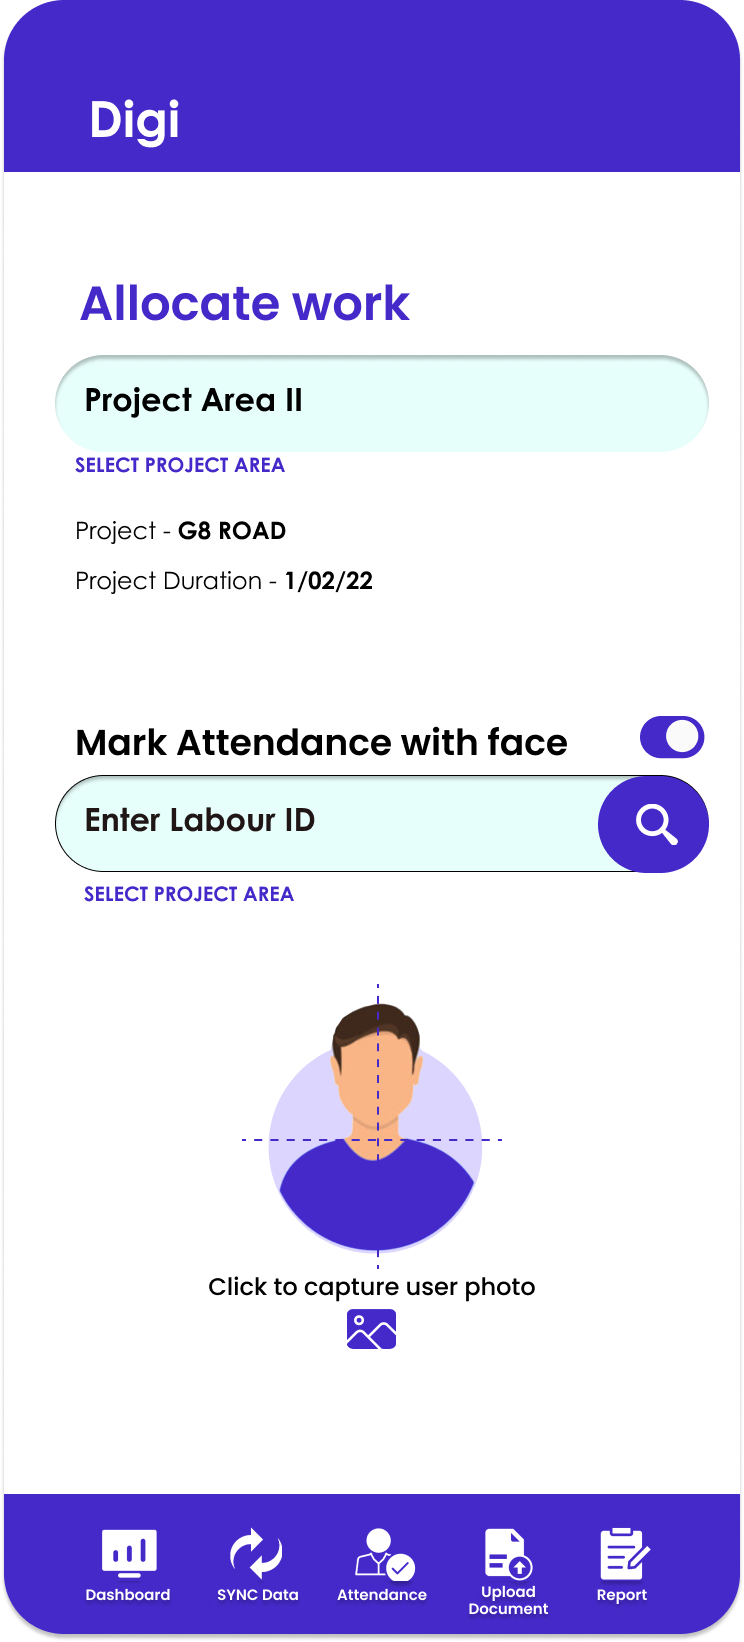 Digi
Allocate work
Project Area II
SELECT PROJECT AREA
Project - G8 ROAD
Project Duration - 1/02/22
Mark Attendance with face
Enter Labour ID
SELECT PROJECT AREA
Click to capture user photo
Dashboard
SYNC Data
Attendance
Upload
Document
Report